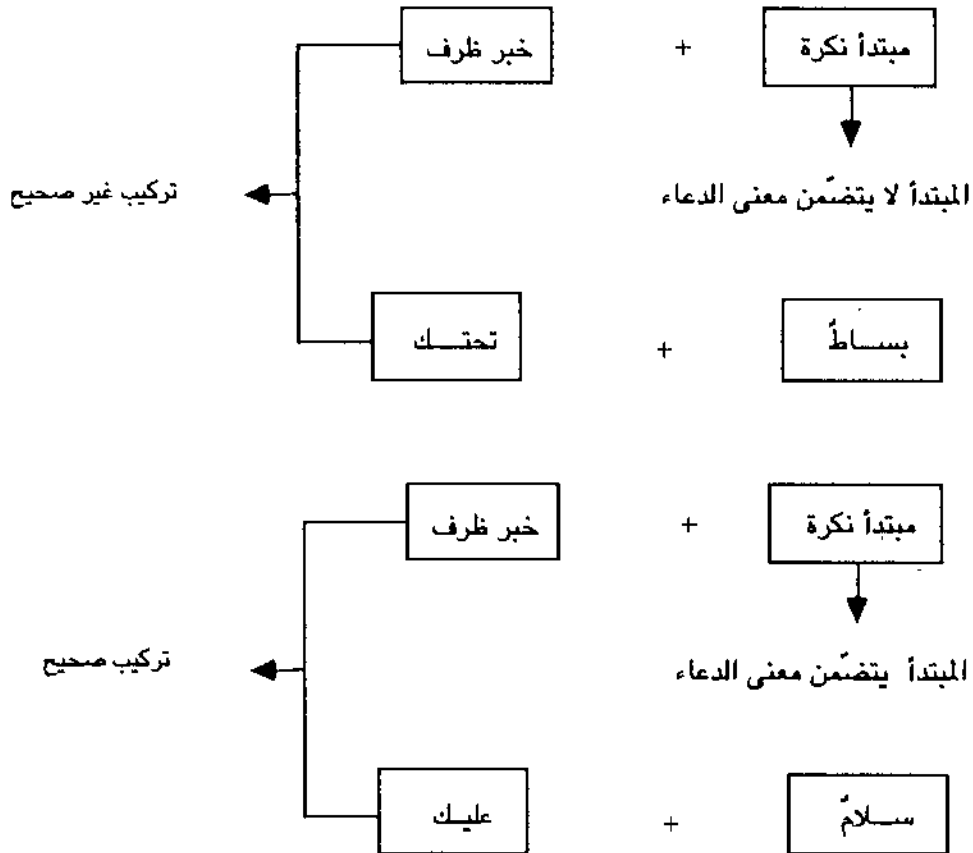 مبتدأ نكرة + خبر ظرف
المبتدأ لا يتضمّن معنى الدعاء
تركيب غير صحيح
بساطٌ + تحتك
مبتدأ نكرة + خبر ظرف
المبتدأ يتضمّن معنى الدعاء
تركيب صحيح
سلامٌ + عليك